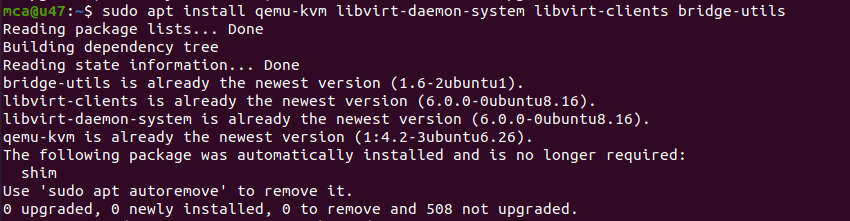 mca@u47:~$ sudo apt install qemu-kvm libvirt-daemon-system libvirt-clients bridge-utils
Reading package lists... Done
Building dependency tree
Reading state information... Done
bridge-utils is already the newest version (1.6-2ubuntu1).
libvirt-clients is already the newest version (6.0.0-0ubuntu8.16).
libvirt-daemon-system is already the newest version (6.0.0-0ubuntu8.16).
qemu-kvm is already the newest version (1:4.2-3ubuntu6.26).
The following package was automatically installed and is no longer required:
  shim
Use 'sudo apt autoremove' to remove it.
0 upgraded, 0 newly installed, 0 to remove and 508 not upgraded.